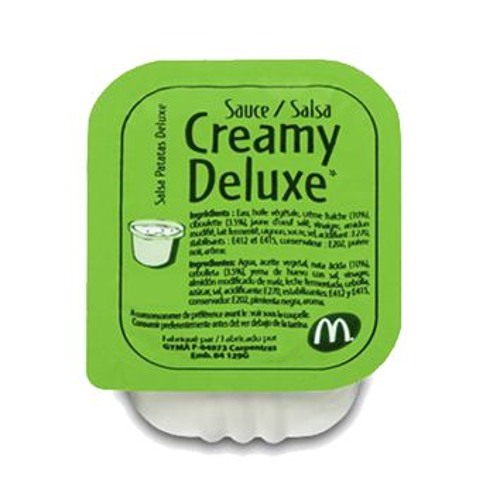 Sauce / Salsa
Creamy
Deluxe*
Salsa Patatas Deluxe
Ingrédients : Eau, huile végétale, crème fraîche (10%),
ciboulette (3.5%), jaune d'oeuf salé, vinaigre, amidon
modifié, lait fermenté, oignon, sucre, sel, acidifiant : E270,
stabilisants : E412 et E415, conservateur : E202, poivre
noir, arôme.
Ingredientes: Agua, aceite vegetal, nata ácida (10%),
cebolleta (3.5%), yema de huevo con sal, vinagre,
almidón modificado de maíz, leche fermentada, cebolla,
azúcar, sal, acidificante: E270, estabilizantes: E412 y E415,
conservador: E202, pimienta negra, aroma.
A consommer de préférence avant le : voir sous la coupelle.
Consumir preferentemente antes del: ver debajo de la tarrina.
Fabriqué par / Fabricado por
GYMA F-84973 Carpentras
Emb. 84 129G
M